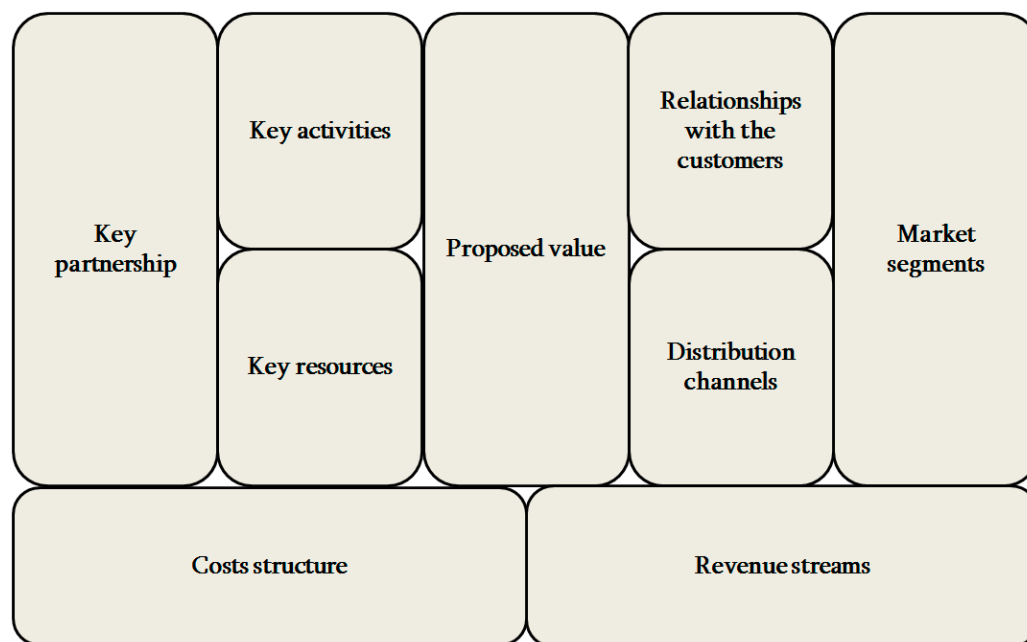 Key
partnership
Key activities
Key resources
Proposed value
Relationships
with the
customers
Distribution
channels
Market
segments
Costs structure
Revenue streams